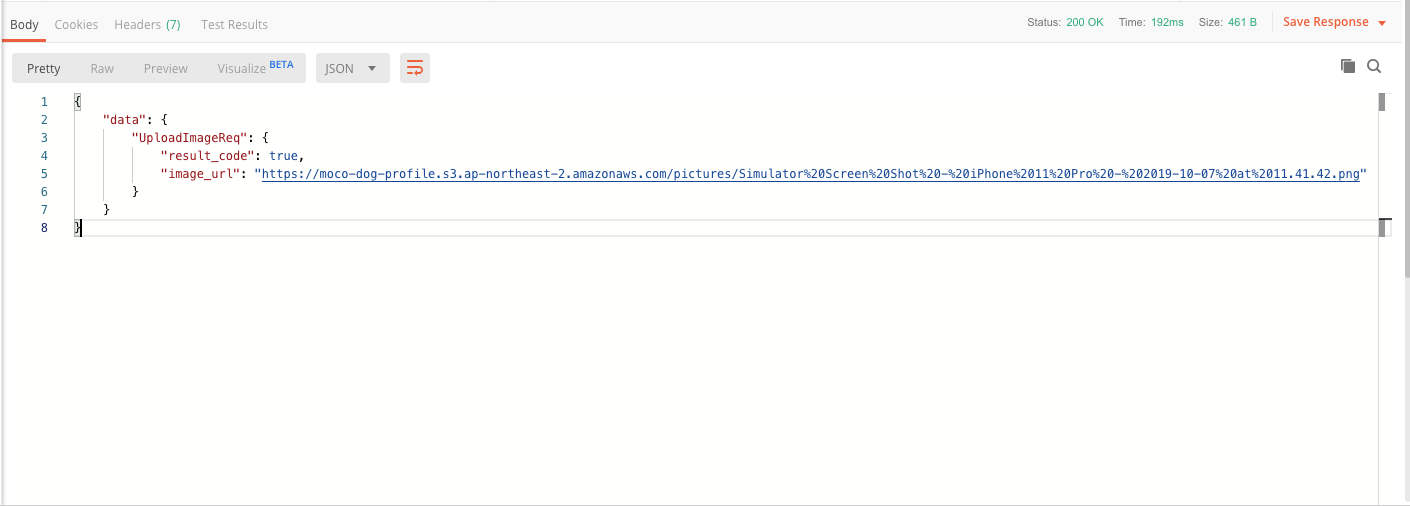 Body Cookies Headers (7) Test Results Status: 200 OK Time: 192ms Size: 461 B Save Response
Pretty Raw Preview Visualize BETA JSON
1 {
2 "data": {
3 "UploadImageReq": {
4 "result_code": true,
5 "image_url": "https://moco-dog-profile.s3.ap-northeast-2.amazonaws.com/pictures/Simulator%20Screen%20Shot%20-%20iPhone%2011%20Pro%20-%202019-10-07%20at%2011.41.42.png"
6 }
7 }
8 }